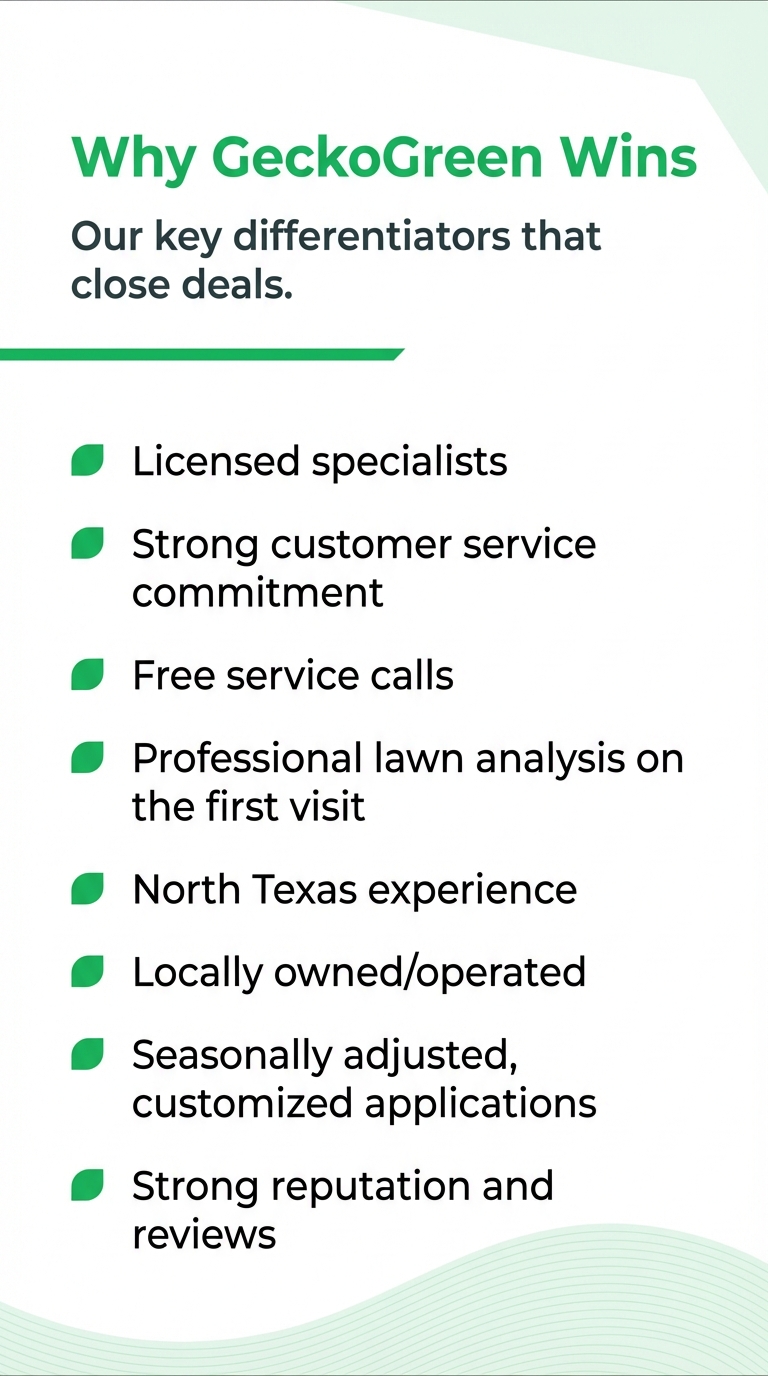 Why GeckoGreen Wins
Our key differentiators that
close deals.
Licensed specialists
Strong customer service
commitment
Free service calls
Professional lawn analysis on
the first visit
North Texas experience
Locally owned/operated
Seasonally adjusted,
customized applications
Strong reputation and
reviews